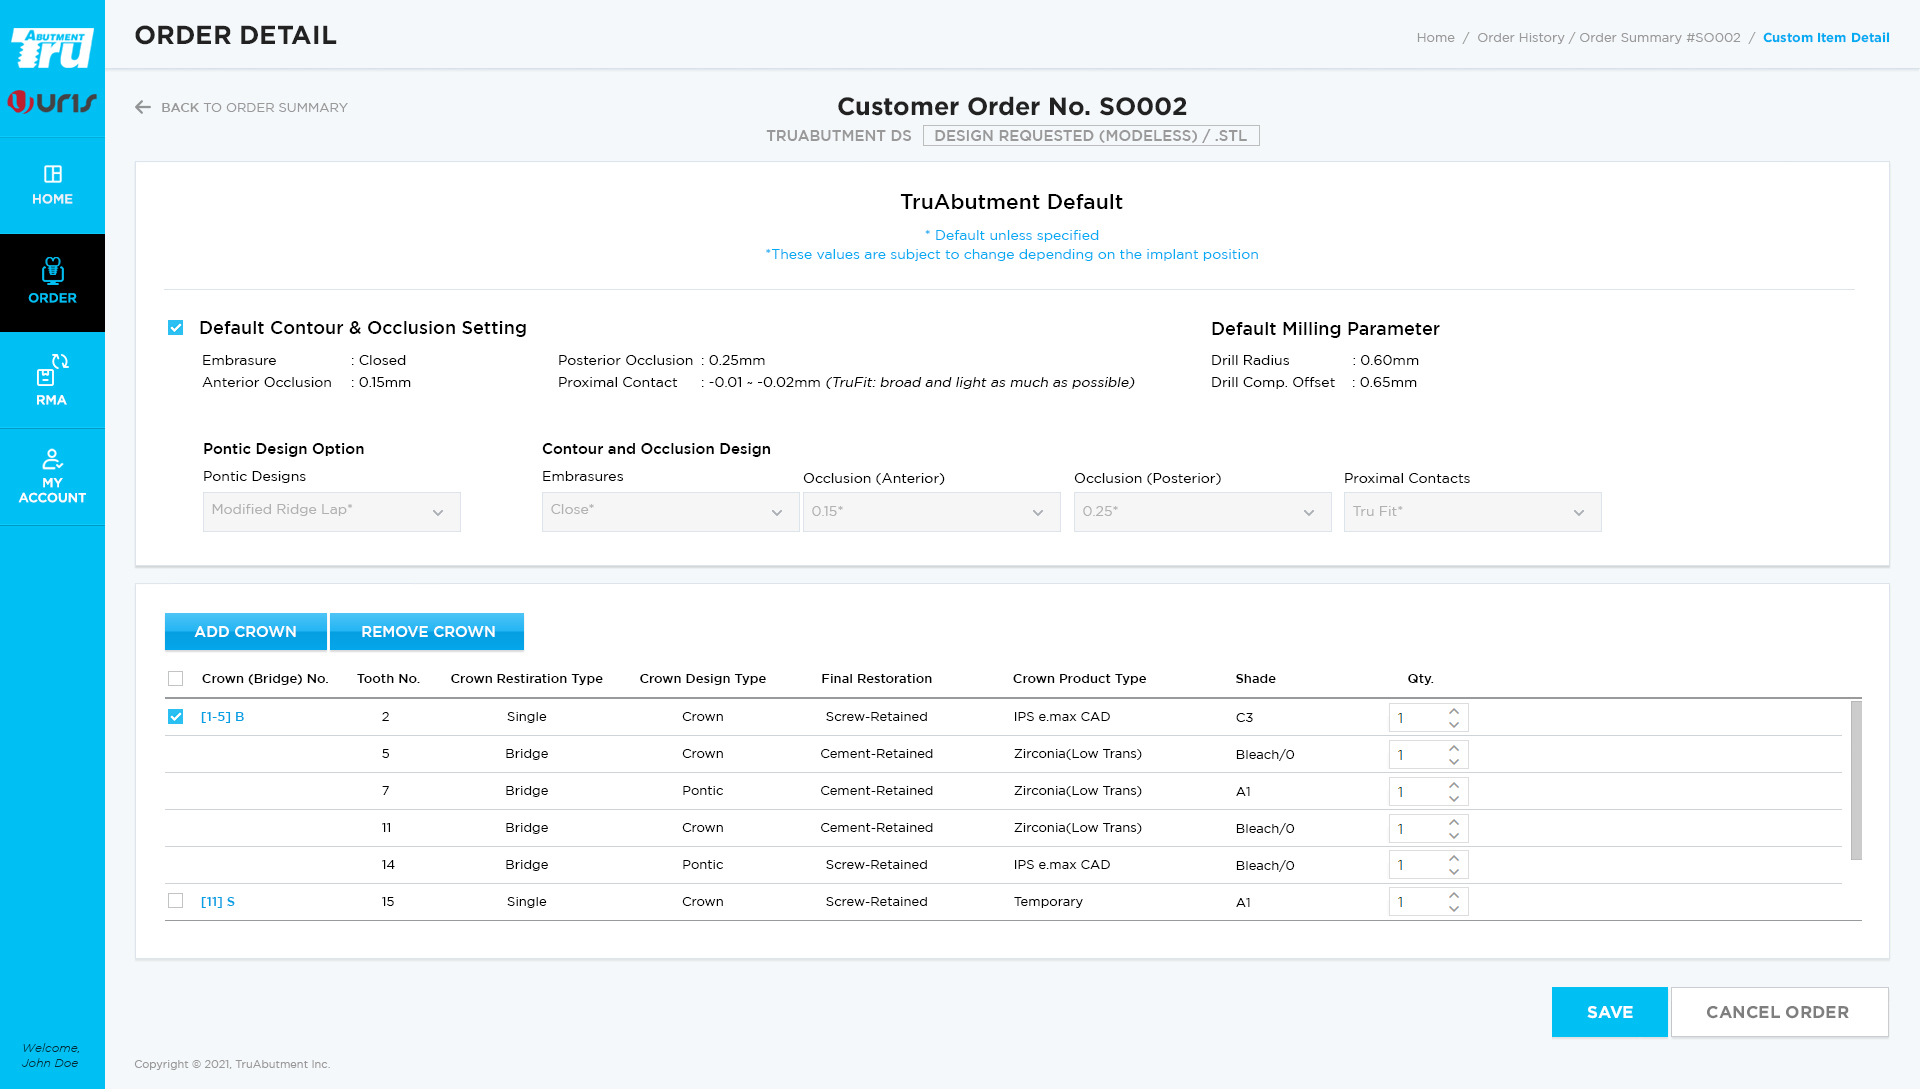 ABUTMENT
Tru
uris
HOME
ORDER
RMA
MY
ACCOUNT
Welcome,
John Doe
ORDER DETAIL
Home / Order History / Order Summary #SO002 / Custom Item Detail
BACK TO ORDER SUMMARY
Customer Order No. SO002
TRUABUTMENT DS DESIGN REQUESTED (MODELESS) / .STL
TruAbutment Default
* Default unless specified
*These values are subject to change depending on the implant position
Default Contour & Occlusion Setting
Embrasure : Closed
Anterior Occlusion : 0.15mm
Posterior Occlusion : 0.25mm
Proximal Contact : -0.01 ~ -0.02mm (TruFit: broad and light as much as possible)
Default Milling Parameter
Drill Radius : 0.60mm
Drill Comp. Offset : 0.65mm
Pontic Design Option
Pontic Designs
Modified Ridge Lap*
Contour and Occlusion Design
Embrasures Occlusion (Anterior) Occlusion (Posterior) Proximal Contacts
Close* 0.15* 0.25* Tru Fit*
ADD CROWN REMOVE CROWN
Crown (Bridge) No. Tooth No. Crown Restiration Type Crown Design Type Final Restoration Crown Product Type Shade Qty.
[1-5] B 2 Single Crown Screw-Retained IPS e.max CAD C3 1
5 Bridge Crown Cement-Retained Zirconia(Low Trans) Bleach/0 1
7 Bridge Pontic Cement-Retained Zirconia(Low Trans) A1 1
11 Bridge Crown Cement-Retained Zirconia(Low Trans) Bleach/0 1
14 Bridge Pontic Screw-Retained IPS e.max CAD Bleach/0 1
[11] S 15 Single Crown Screw-Retained Temporary A1 1
SAVE CANCEL ORDER
Copyright © 2021, TruAbutment Inc.